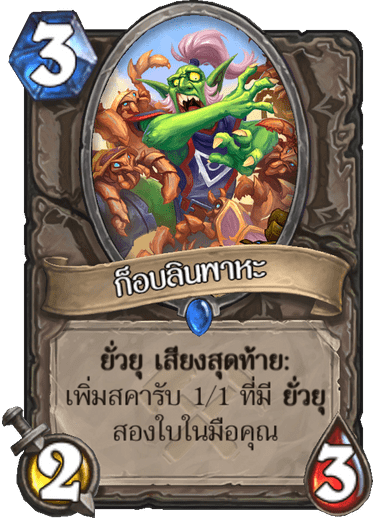 3
ก็อบลินพาหะ
ยั่วยุ เสียงสุดท้าย:
เพิ่มสคารับ 1/1 ที่มี ยั่วยุ
สองใบในมือคุณ
2
3